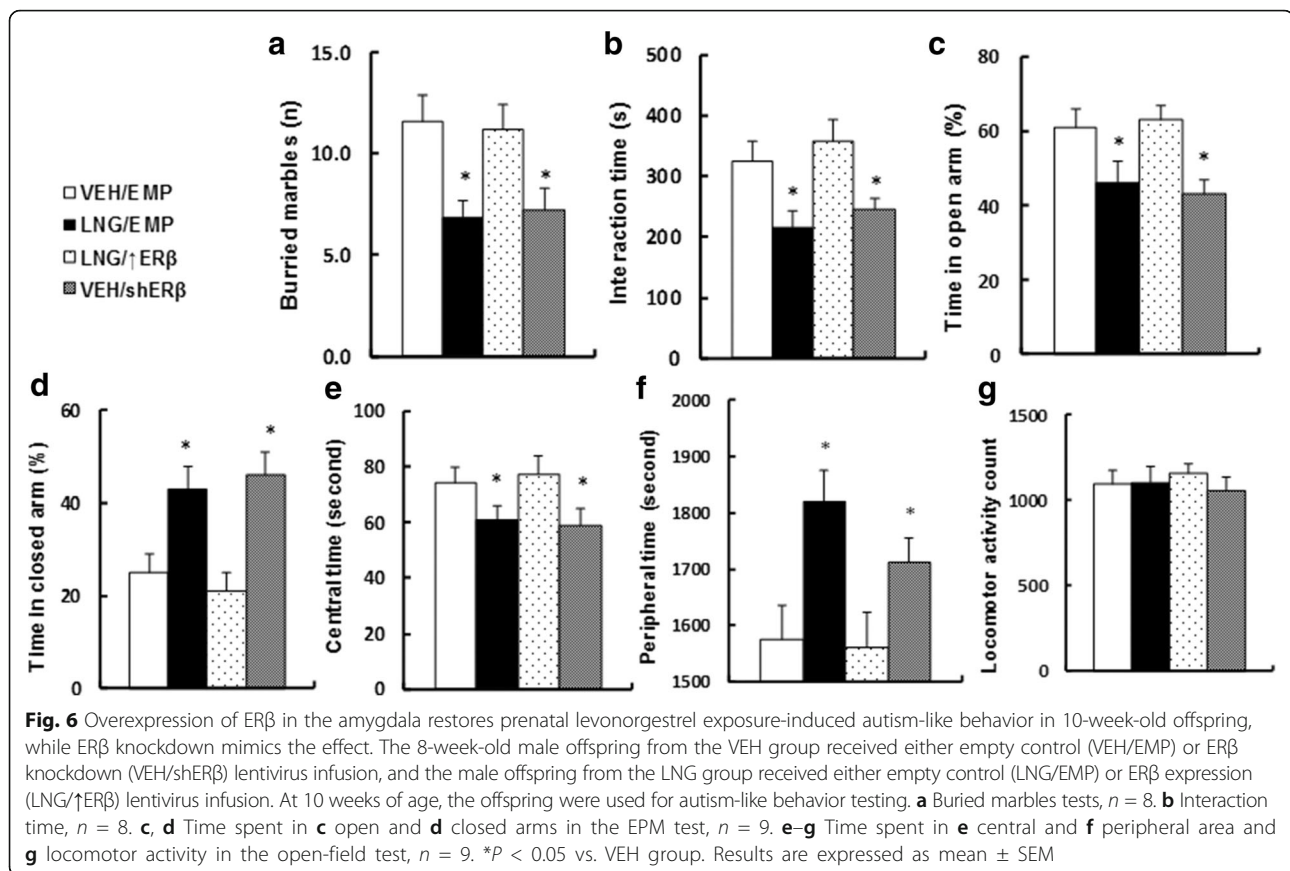 a
b
c
15.0
10.0
5.0
0.0
Burried marbles (n)
* *
500
400
300
200
100
0
Interaction time (s)
* *
80
60
40
20
0
Time in open arm (%)
* *
VEH/EMP
LNG/EMP
LNG/↑ERβ
VEH/shERβ
d
e
f
g
60
40
20
0
Time in closed arm (%)
* *
100
80
60
40
20
0
Central time (second)
* *
2000
1900
1800
1700
1600
1500
Peripheral time (second)
* *
1500
1000
500
0
Locomotor activity count
Fig. 6 Overexpression of ERβ in the amygdala restores prenatal levonorgestrel exposure-induced autism-like behavior in 10-week-old offspring,
while ERβ knockdown mimics the effect. The 8-week-old male offspring from the VEH group received either empty control (VEH/EMP) or ERβ
knockdown (VEH/shERβ) lentivirus infusion, and the male offspring from the LNG group received either empty control (LNG/EMP) or ERβ expression
(LNG/↑ERβ) lentivirus infusion. At 10 weeks of age, the offspring were used for autism-like behavior testing. a Buried marbles tests, n = 8. b Interaction
time, n = 8. c, d Time spent in c open and d closed arms in the EPM test, n = 9. e–g Time spent in e central and f peripheral area and
g locomotor activity in the open-field test, n = 9. *P < 0.05 vs. VEH group. Results are expressed as mean ± SEM